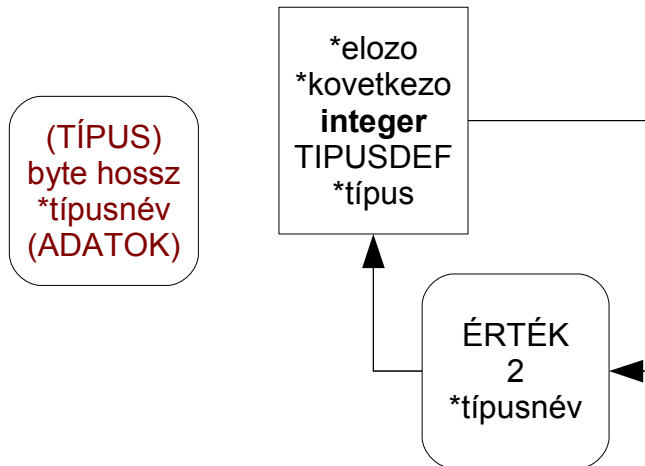 (TÍPUS)
byte hossz
*típusnév
(ADATOK)
*elozo
*kovetkezo
integer
TIPUSDEF
*típus
ÉRTÉK
2
*típusnév